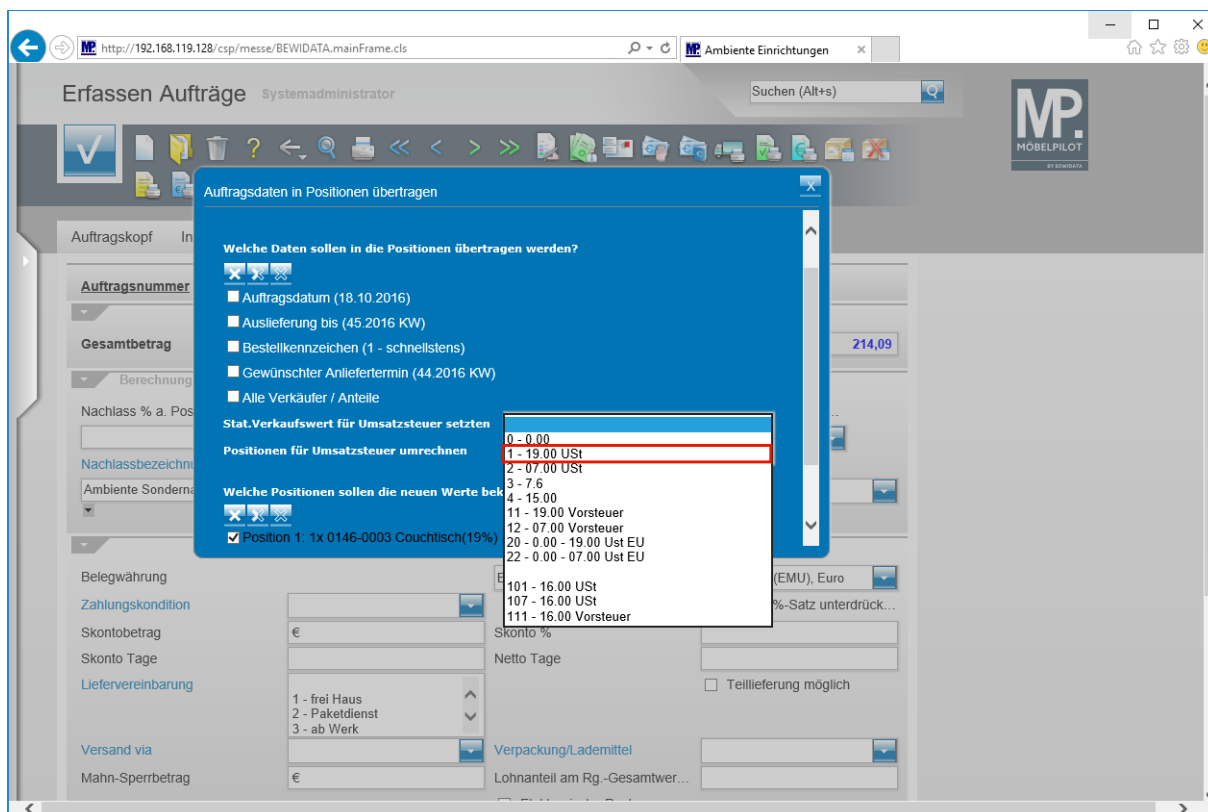 http://192.168.119.128/csp/messe/BEWIDATA.mainFrame.cls
MP. Ambiente Einrichtungen
Erfassen Aufträge Systemadministrator
Suchen (Alt+s)
MP.
MÖBELPILOT
BY BEWIDATA
Auftragsdaten in Positionen übertragen
X
Auftragskopf In
Welche Daten sollen in die Positionen übertragen werden?
Auftragsnummer
Auftragsdatum (18.10.2016)
Auslieferung bis (45.2016 KW)
Gesamtbetrag
Bestellkennzeichen (1 - schnellstens)
214,09
Gewünschter Anliefertermin (44.2016 KW)
Berechnung
Alle Verkäufer / Anteile
Nachlass % a. Pos
Stat.Verkaufswert für Umsatzsteuer setzten
Positionen für Umsatzsteuer umrechnen
0 - 0.00
1 - 19.00 USt
2 - 07.00 USt
3 - 7.6
4 - 15.00
11 - 19.00 Vorsteuer
12 - 07.00 Vorsteuer
20 - 0.00 - 19.00 Ust EU
22 - 0.00 - 07.00 Ust EU
101 - 16.00 USt
107 - 16.00 USt
111 - 16.00 Vorsteuer
Nachlassbezeichnu
Ambiente Sonderna
Welche Positionen sollen die neuen Werte bek
Position 1: 1x 0146-0003 Couchtisch(19%)
Belegwährung
(EMU), Euro
Zahlungskondition
%-Satz unterdrück...
Skontobetrag € Skonto %
Skonto Tage Netto Tage
Liefervereinbarung
Teillieferung möglich
1 - frei Haus
2 - Paketdienst
3 - ab Werk
Versand via Verpackung/Lademittel
Mahn-Sperrbetrag € Lohnanteil am Rg.-Gesamtwer...